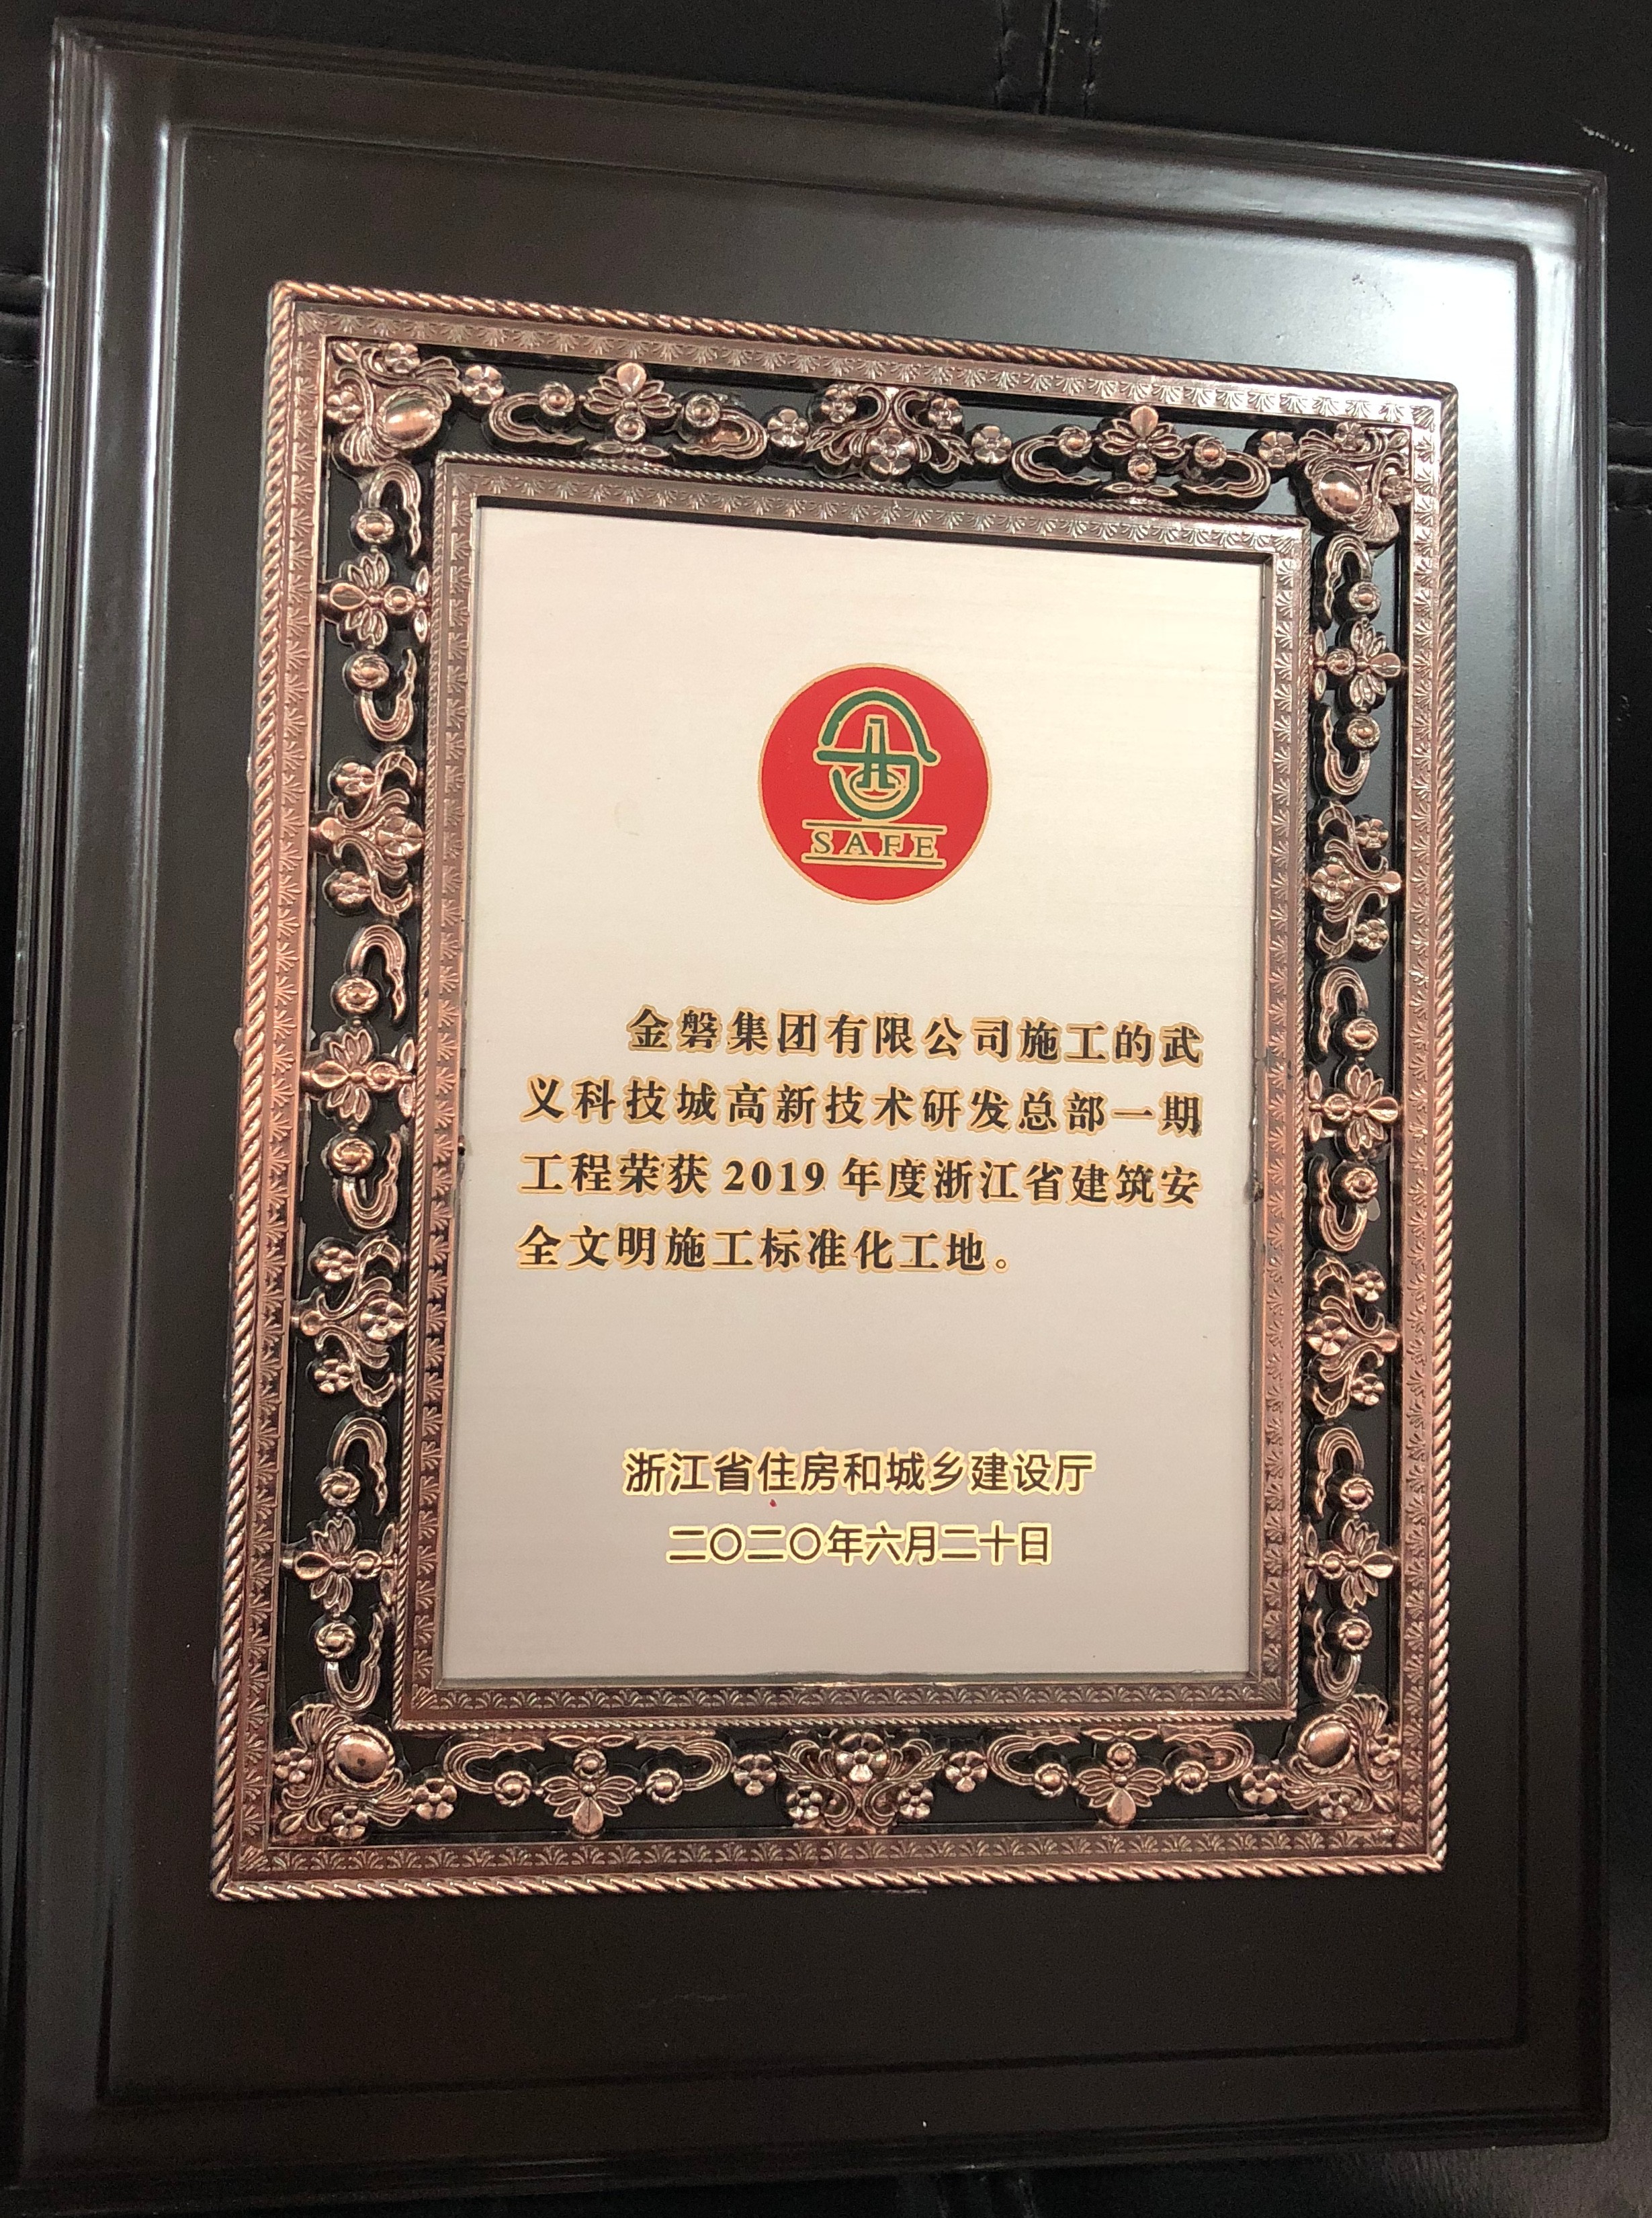 SAFE
金磐集团有限公司施工的武
义科技城高新技术研发总部一期
工程荣获2019年度浙江省建筑安
全文明施工标准化工地。
浙江省住房和城乡建设厅
二〇二〇年六月二十日